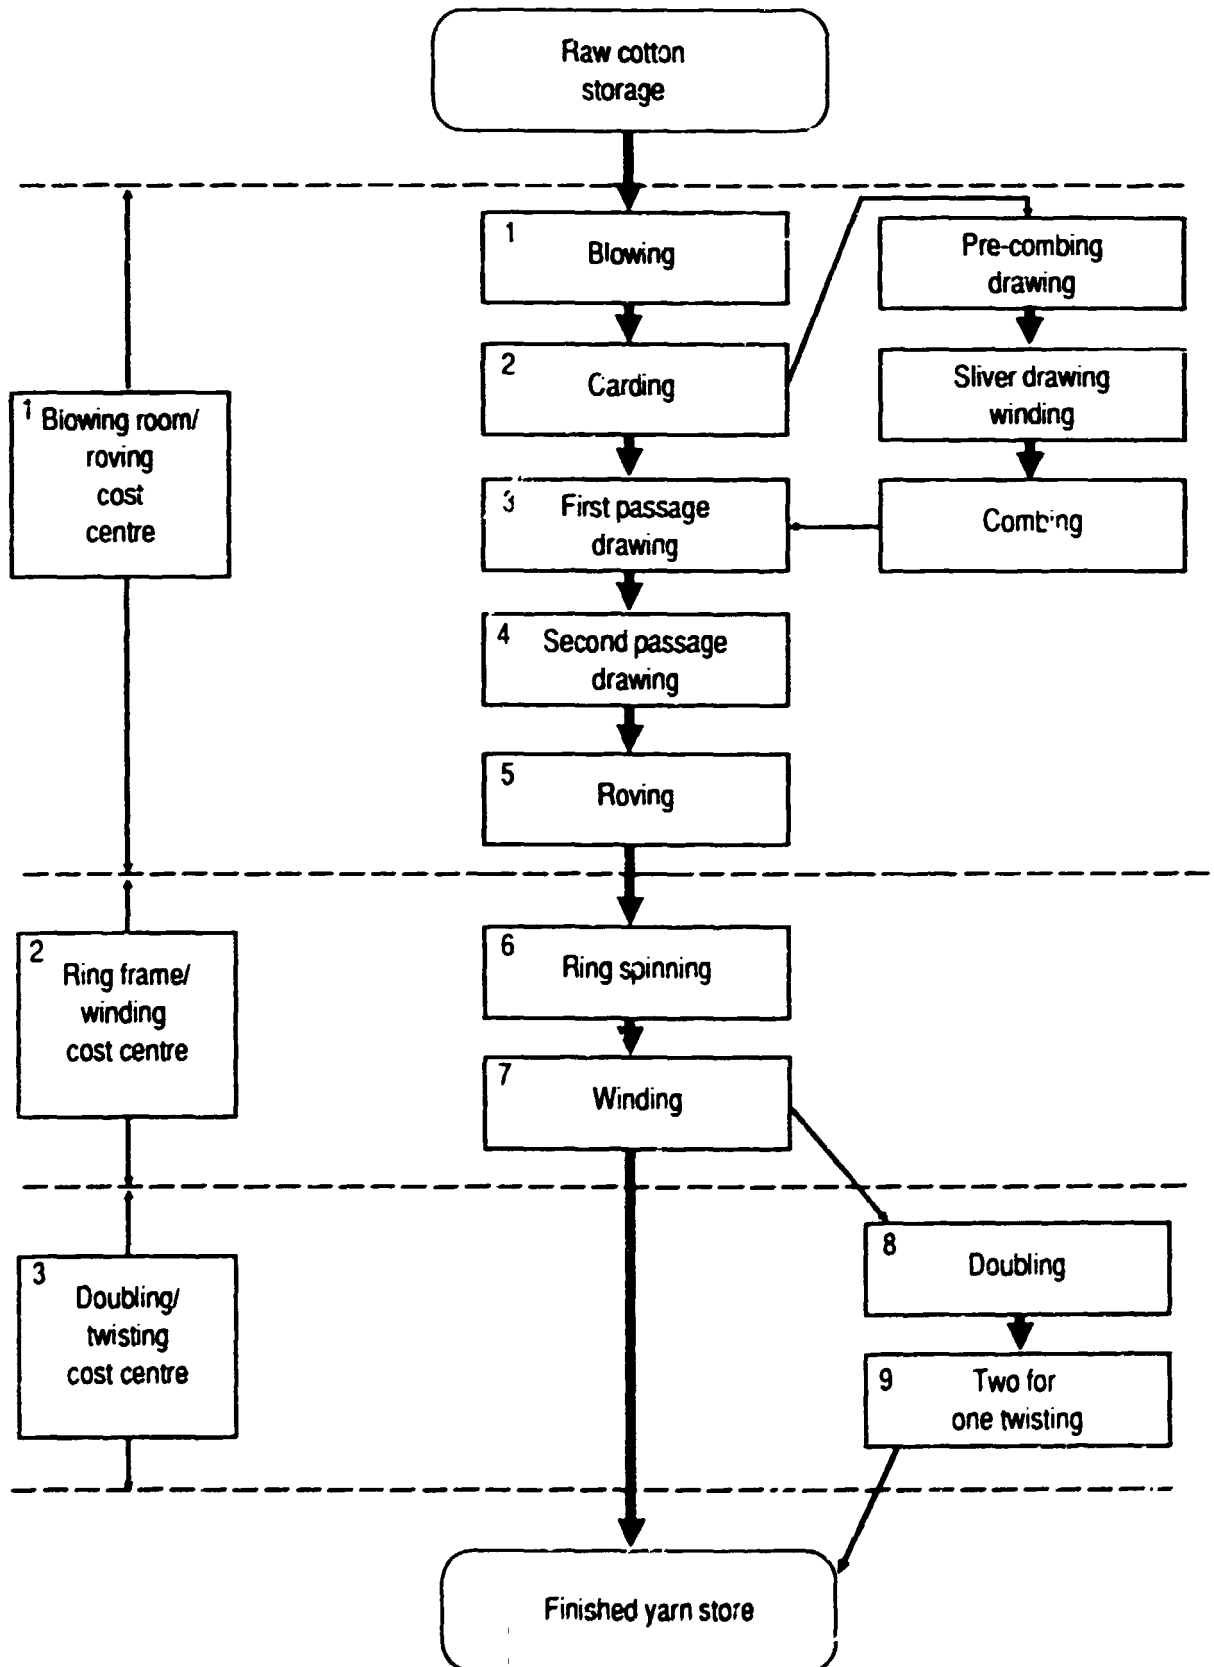 Raw cotton
storage
1
Blowing
Pre-combing
drawing
2
Carding
Sliver drawing
winding
1 Blowing room/
roving
cost
centre
3 First passage
drawing
Combing
4 Second passage
drawing
5
Roving
2
Ring frame/
winding
cost centre
6
Ring spinning
7
Winding
3
Doubling/
twisting
cost centre
8
Doubling
9 Two for
one twisting
Finished yarn store